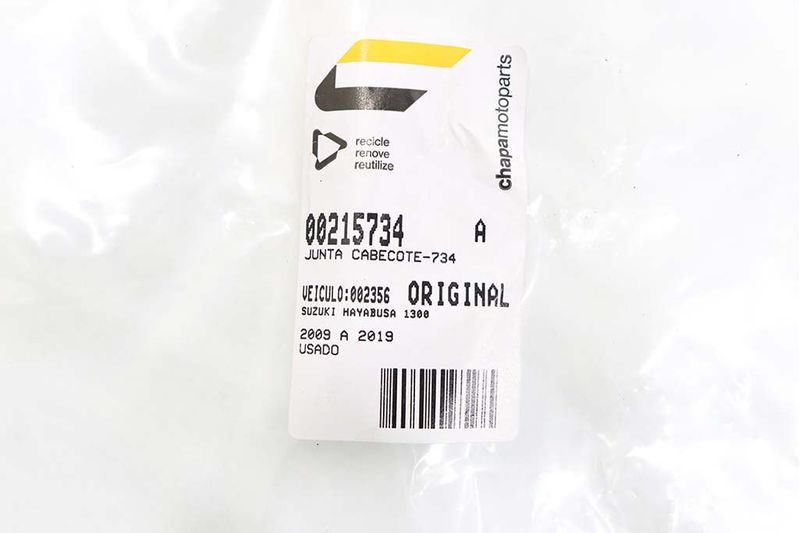 chapamotoparts
recicle
renove
reutilize
00215734 A
JUNTA CABECOTE-734
VEICULO:002356 ORIGINAL
SUZUKI HAYABUSA 1300
2009 A 2019
USADO